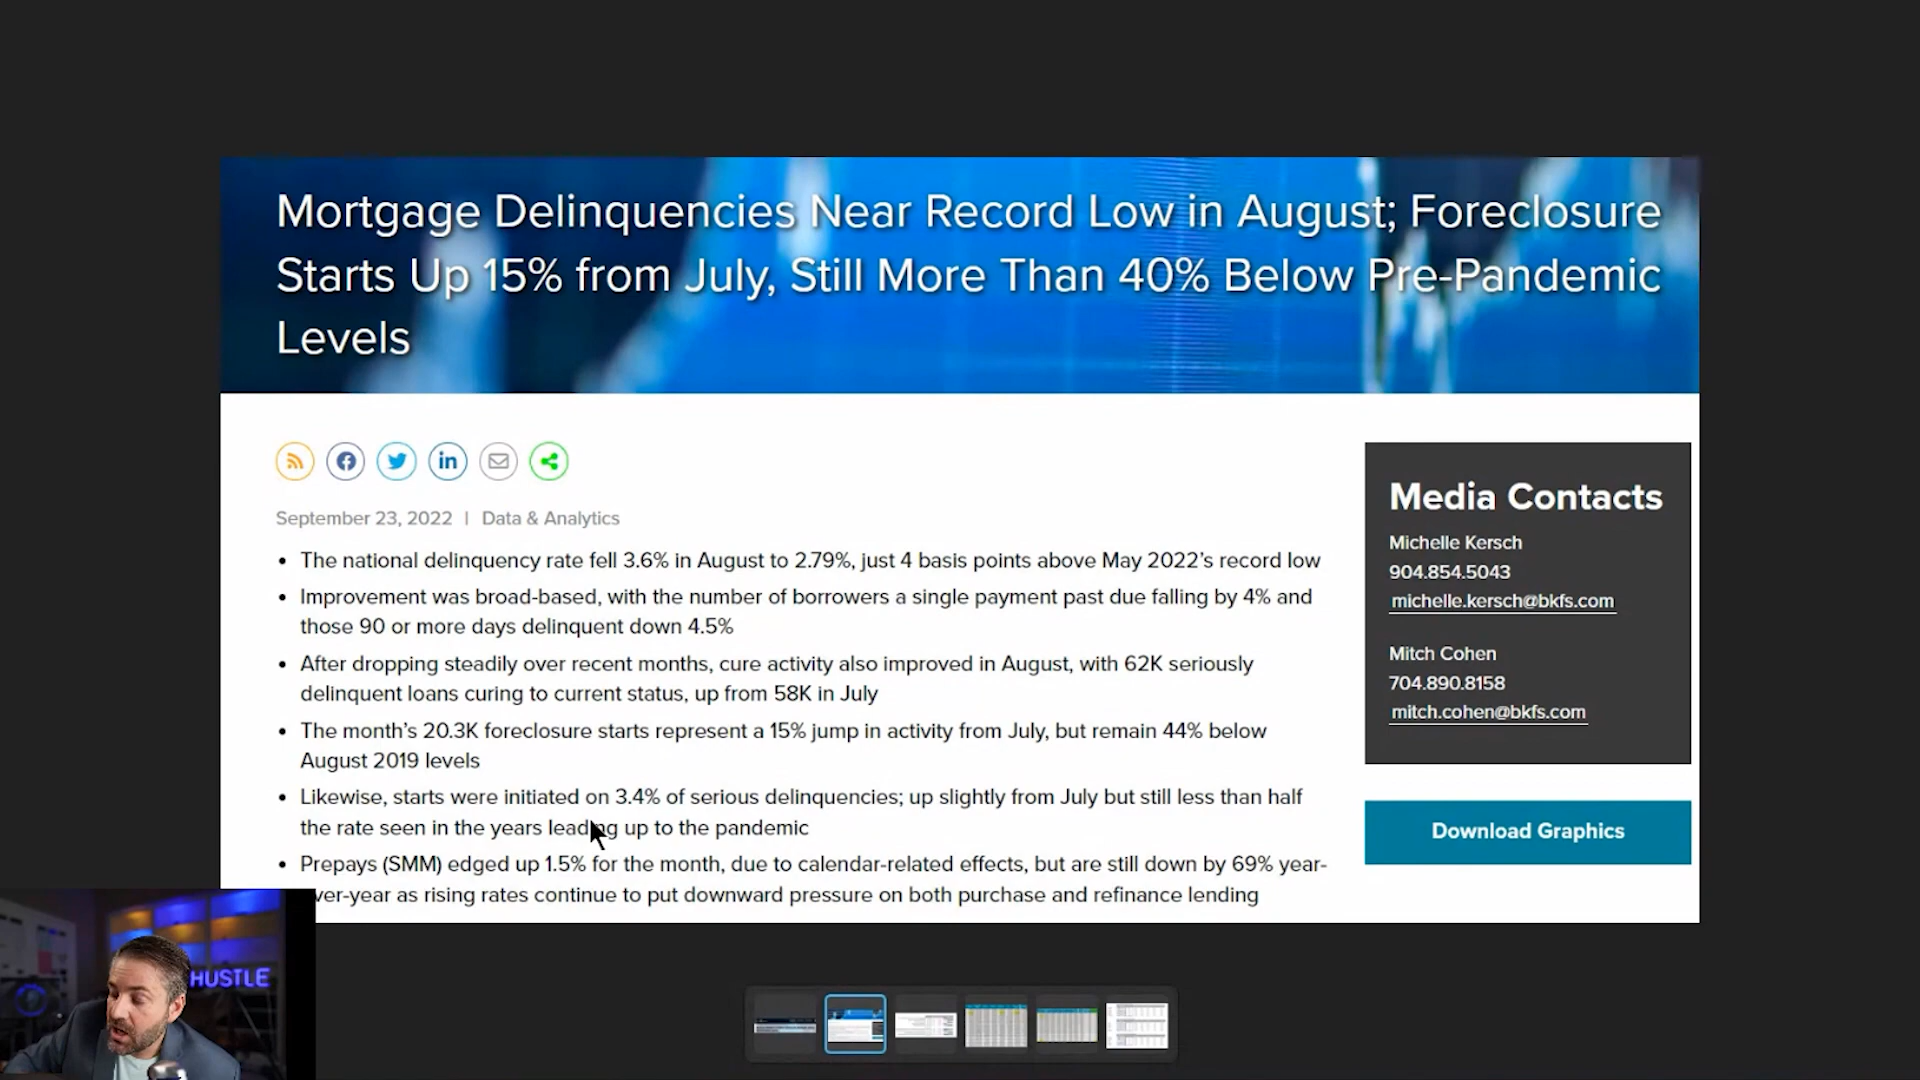 Mortgage Delinquencies Near Record Low in August; Foreclosure
Starts Up 15% from July, Still More Than 40% Below Pre-Pandemic
Levels
September 23, 2022 | Data & Analytics
• The national delinquency rate fell 3.6% in August to 2.79%, just 4 basis points above May 2022's record low
• Improvement was broad-based, with the number of borrowers a single payment past due falling by 4% and
those 90 or more days delinquent down 4.5%
• After dropping steadily over recent months, cure activity also improved in August, with 62K seriously
delinquent loans curing to current status, up from 58K in July
• The month's 20.3K foreclosure starts represent a 15% jump in activity from July, but remain 44% below
August 2019 levels
• Likewise, starts were initiated on 3.4% of serious delinquencies; up slightly from July but still less than half
the rate seen in the years leading up to the pandemic
• Prepays (SMM) edged up 1.5% for the month, due to calendar-related effects, but are still down by 69% year-
ver-year as rising rates continue to put downward pressure on both purchase and refinance lending
Media Contacts
Michelle Kersch
904.854.5043
michelle.kersch@bkfs.com
Mitch Cohen
704.890.8158
mitch.cohen@bkfs.com
Download Graphics
HUSTLE